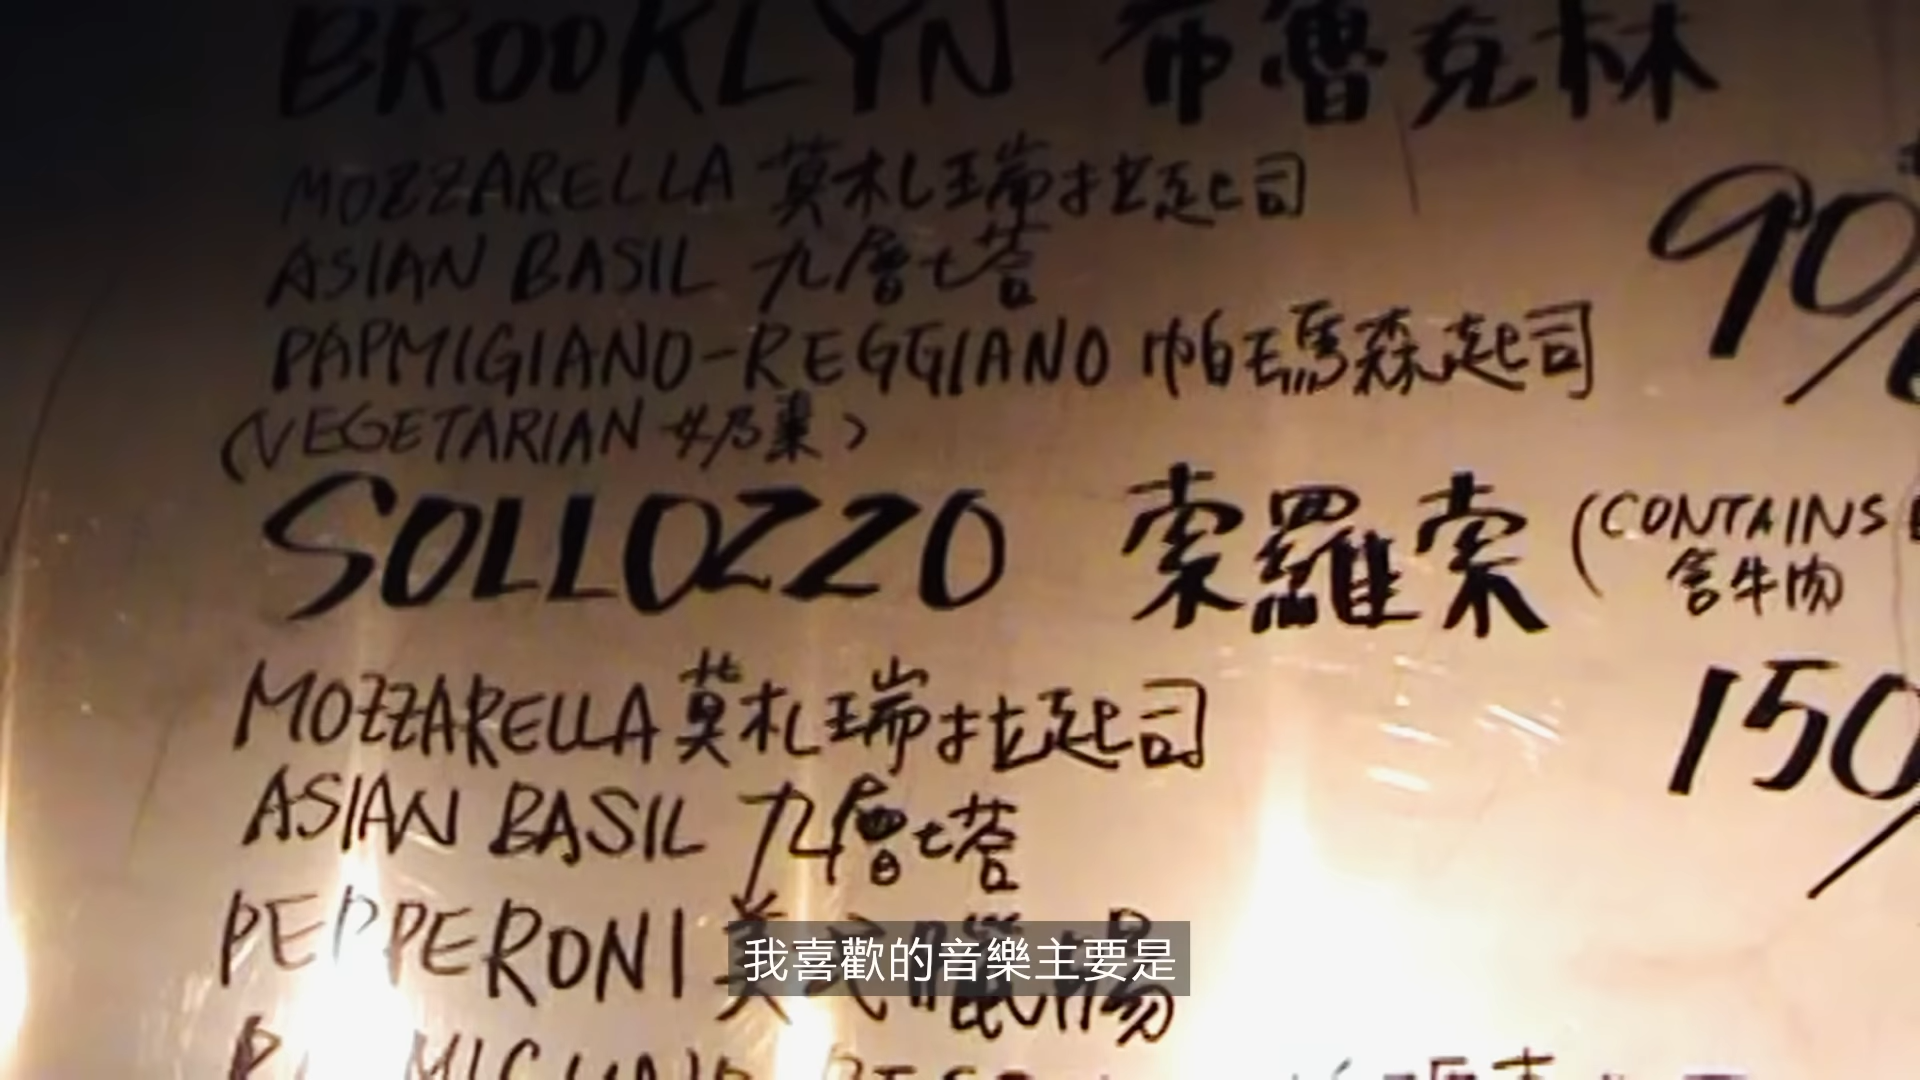 BROOKLYN 布魯克林
MOZZARELLA 莫札瑞拉起司
ASIAN BASIL 九層塔
90/
PAPMIGIANO-REGGIANO 帕瑪森起司
(VEGETARIAN 奶素)
SOLLOZZO 索羅索 (CONTAINS
含牛肉
MOZZARELLA 莫札瑞拉起司
150/
ASIAN BASIL 九層塔
PEPPERONI 美式臘腸
我喜歡的音樂主要是